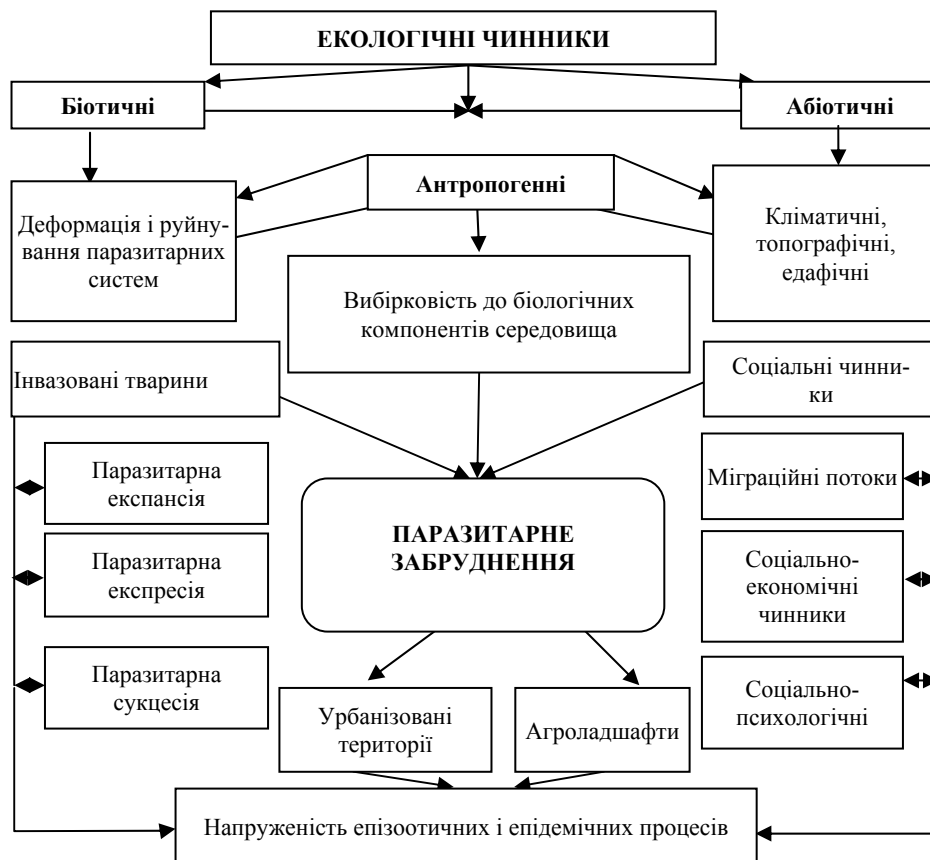 ЕКОЛОГІЧНІ ЧИННИКИ
Біотичні
Абіотичні
Антропогенні
Деформація і руйну-
вання паразитарних
систем
Кліматичні,
топографічні,
едафічні
Вибірковість до біологічних
компонентів середовища
Інвазовані тварини
Соціальні чинни-
ки
Паразитарна
експансія
Міграційні потоки
ПАРАЗИТАРНЕ
ЗАБРУДНЕННЯ
Паразитарна
експресія
Соціально-
економічні
чинники
Паразитарна
сукцесія
Соціально-
психологічні
Урбанізовані
території
Агроладшафти
Напруженість епізоотичних і епідемічних процесів